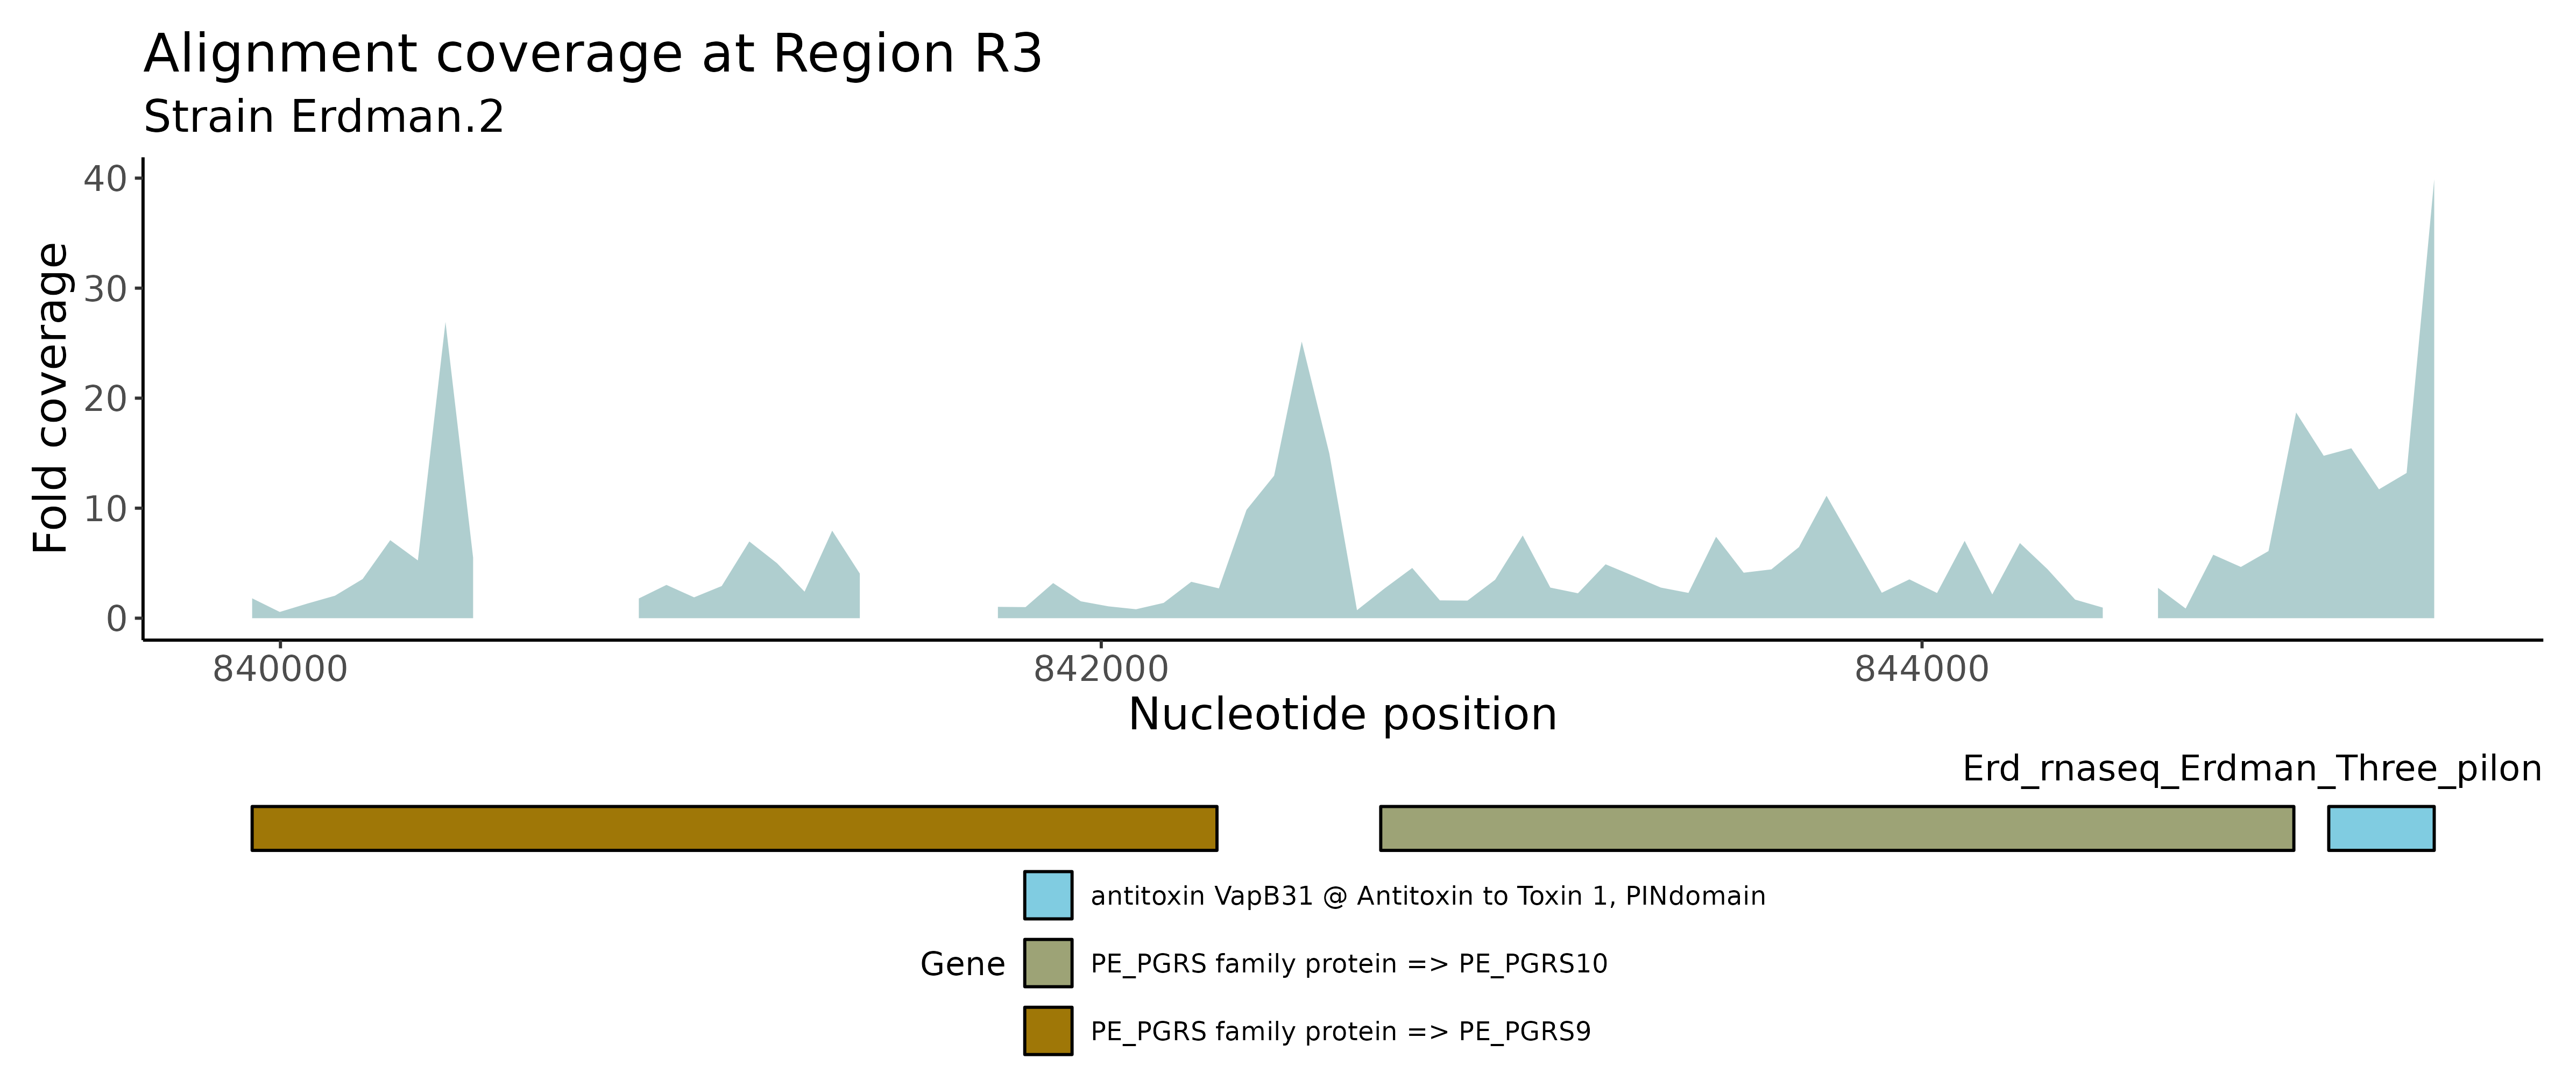 Alignment coverage at Region R3
Strain Erdman.2
Fold coverage
40
30
20
10
0
840000 842000 844000
Nucleotide position
Erd_rnaseq_Erdman_Three_pilon
Gene
antitoxin VapB31 @ Antitoxin to Toxin 1, PINdomain
PE_PGRS family protein => PE_PGRS10
PE_PGRS family protein => PE_PGRS9